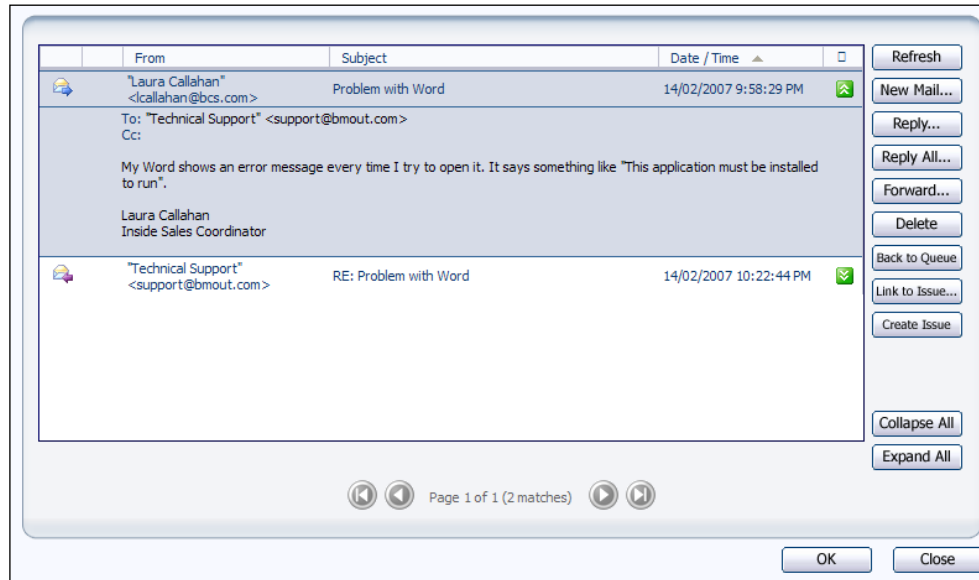 From Subject Date / Time
"Laura Callahan"
<lcallahan@bcs.com> Problem with Word 14/02/2007 9:58:29 PM
To: "Technical Support" <support@bmout.com>
Cc:
My Word shows an error message every time I try to open it. It says something like "This application must be installed
to run".
Laura Callahan
Inside Sales Coordinator
"Technical Support"
<support@bmout.com> RE: Problem with Word 14/02/2007 10:22:44 PM
Refresh
New Mail...
Reply...
Reply All...
Forward...
Delete
Back to Queue
Link to Issue...
Create Issue
Collapse All
Expand All
Page 1 of 1 (2 matches)
OK Close